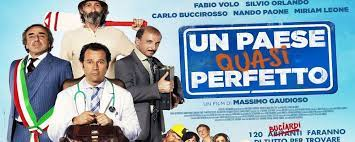 FABIO VOLO SILVIO ORLANDO
CARLO BUCCIROSSO NANDO PAONE MIRIAM LEONE
UN PAESE
QUASI
PERFETTO
UN FILM DI MASSIMO GAUDIOSO
BUGIARDI
120 ABITANTI FARANNO
DI TUTTO PER TROVARE